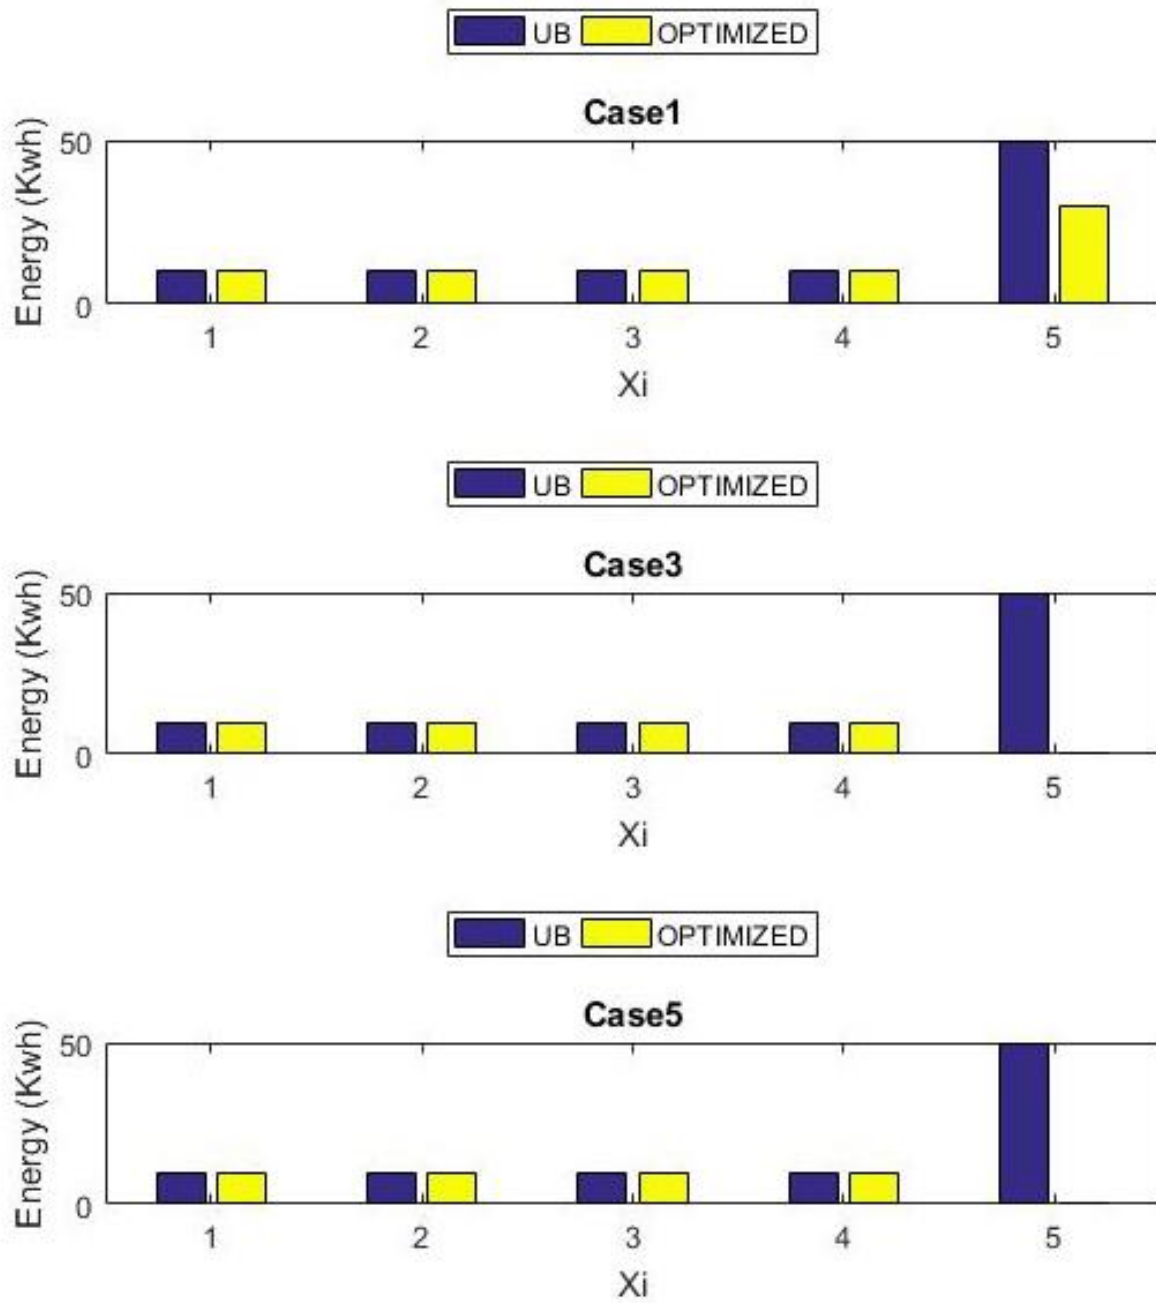 UB OPTIMIZED
Case1
Energy (Kwh)
50
0
1 2 3 4 5
Xi
UB OPTIMIZED
Case3
Energy (Kwh)
50
0
1 2 3 4 5
Xi
UB OPTIMIZED
Case5
Energy (Kwh)
50
0
1 2 3 4 5
Xi